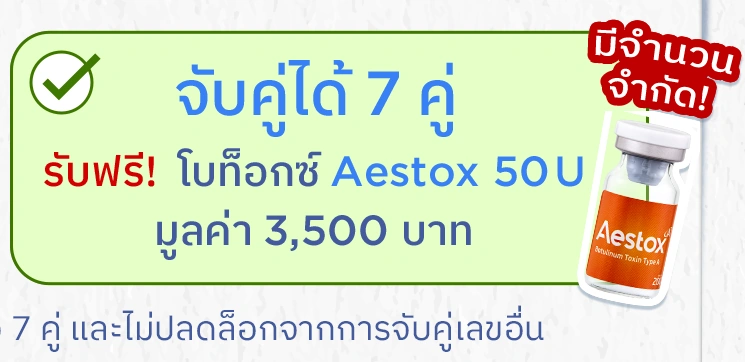 มีจำนวน
จำกัด!
จับคู่ได้ 7 คู่
รับฟรี! โบท็อกซ์ Aestox 50U
มูลค่า 3,500 บาท
Aestox
Botulinum Toxin Type A
7 คู่ และไม่ปลดล็อกจากการจับคู่เลขอื่น